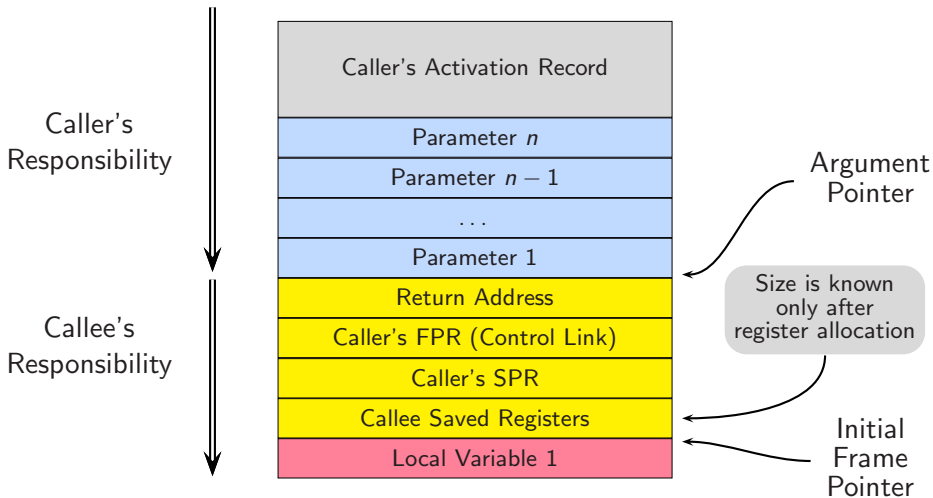 Caller's Activation Record
Caller's
Responsibility
Parameter n
Parameter n − 1
. . .
Parameter 1
Argument
Pointer
Return Address
Caller's FPR (Control Link)
Caller's SPR
Callee Saved Registers
Local Variable 1
Callee's
Responsibility
Size is known
only after
register allocation
Initial
Frame
Pointer